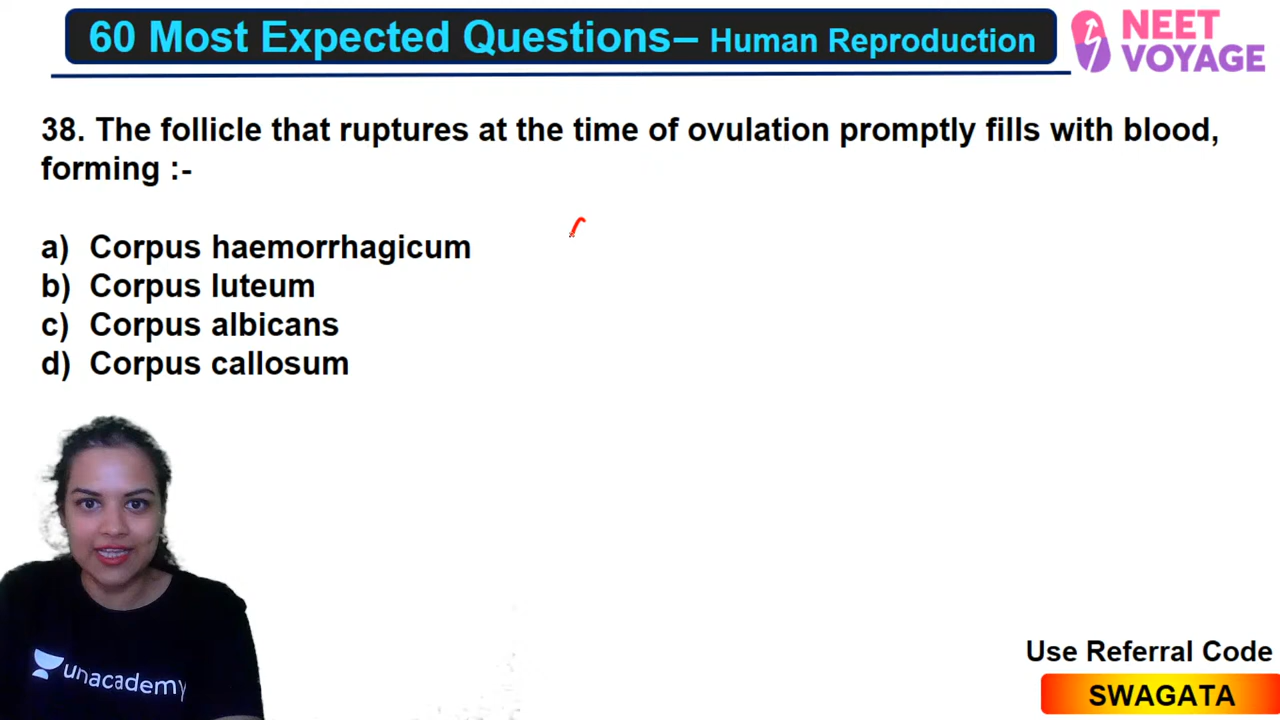 60 Most Expected Questions– Human Reproduction
NEET
VOYAGE
38. The follicle that ruptures at the time of ovulation promptly fills with blood,
forming :-
a) Corpus haemorrhagicum
b) Corpus luteum
c) Corpus albicans
d) Corpus callosum
unacademy
Use Referral Code
SWAGATA